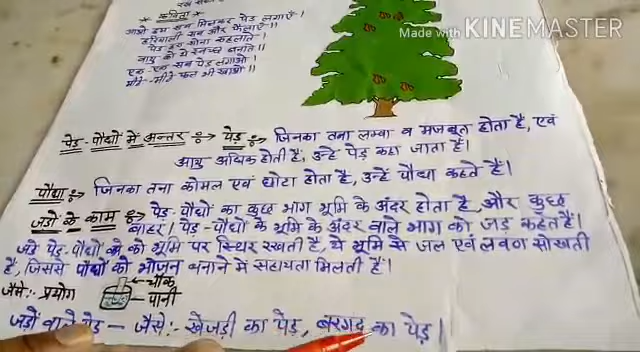 Made with KINEMASTER
* कविता *
आओ हम सब मिलकर पेड़ लगाएँ।
हरियाली सब और फैलाएँ॥
पेड़ हरा सोना कहलाते।
वायु को ये स्वच्छ बनाते॥
एक-एक सब पेड़ लगाओ।
मीठे-मीठे फल भी खाओ॥
पेड़-पौधों में अन्तर :→ पेड़ :→ जिनका तना लम्बा व मजबूत होता है, एवं
आयु अधिक होती है, उन्हें पेड़ कहा जाता है।
पौधा :→ जिनका तना कोमल एवं छोटा होता है, उन्हें पौधा कहते है।
जड़ो के काम :→ पेड़-पौधों का कुछ भाग भूमि के अंदर होता है, और कुछ
बाहर। पेड़-पौधों के भूमि के अंदर वाले भाग को जड़ कहते है।
जड़े पेड़-पौधों को भूमि पर स्थिर रखती है, ये भूमि से जल एवं लवण सोखती
है, जिससे पौधों को भोजन बनाने में सहायता मिलती है।
जैसे:- प्रयोग
चॉक
पानी
जड़ों वाले पेड़ — जैसे:- खेजड़ी का पेड़, बरगद का पेड़।